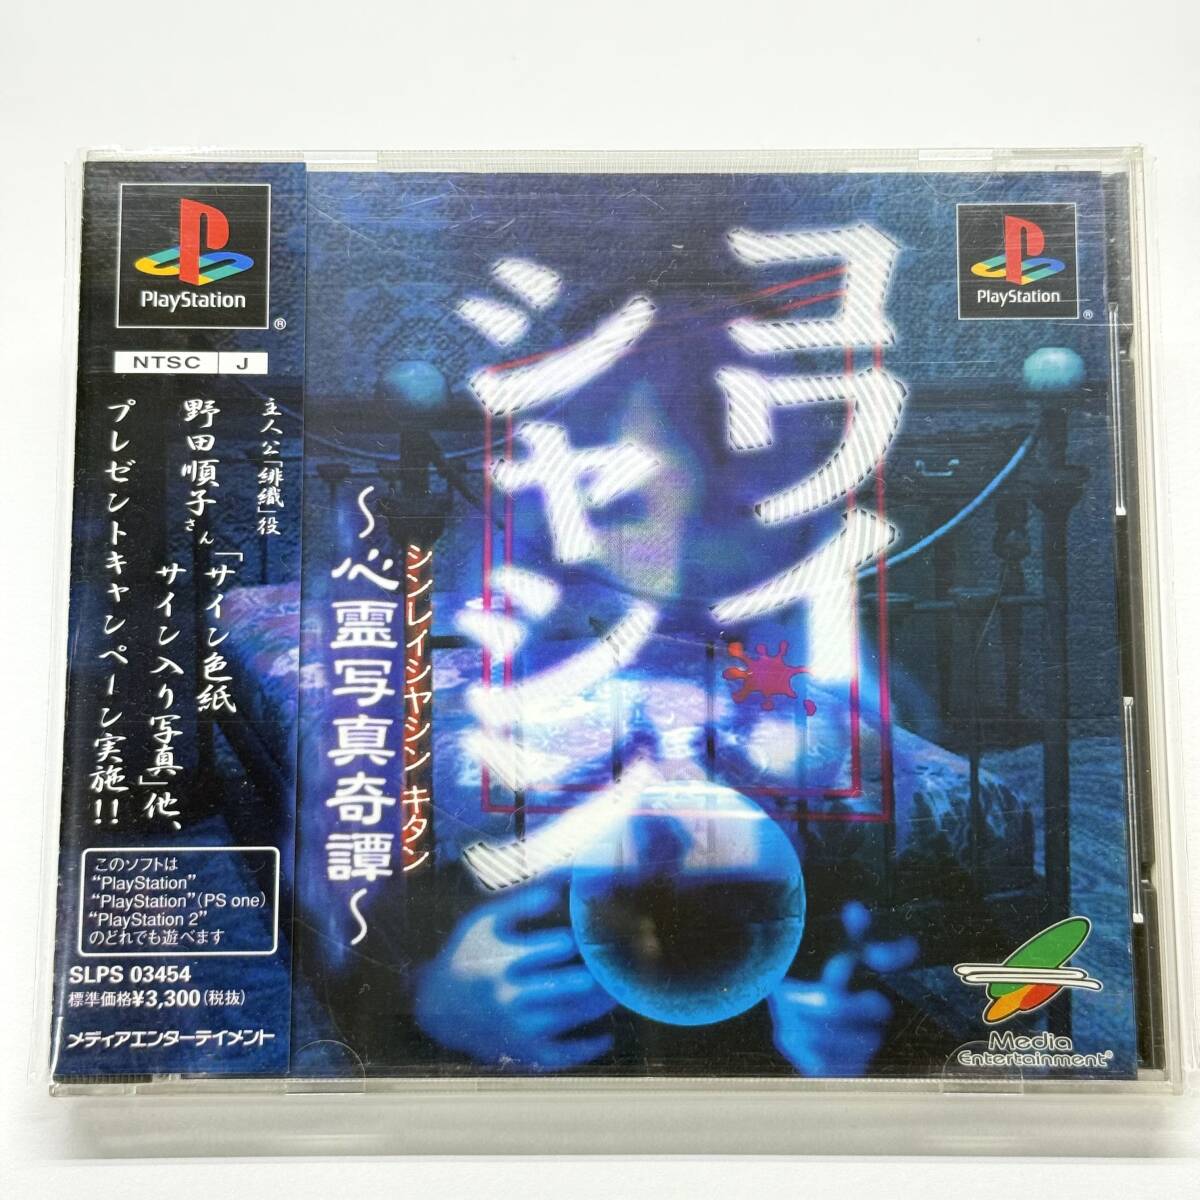 PlayStation
®
NTSC J
主人公「緋織」役
野田順子さん
「サイン色紙
サイン入り写真」他、
プレゼントキャンペーン実施!!
このソフトは
“PlayStation”
“PlayStation”(PS one)
“PlayStation 2”
のどれでも遊べます
SLPS 03454
標準価格¥3,300(税抜)
メディアエンターテイメント
コワイ
シャシン
シンレイシャシン キタン
～心霊写真奇譚～
PlayStation
®
Media
Entertainment®